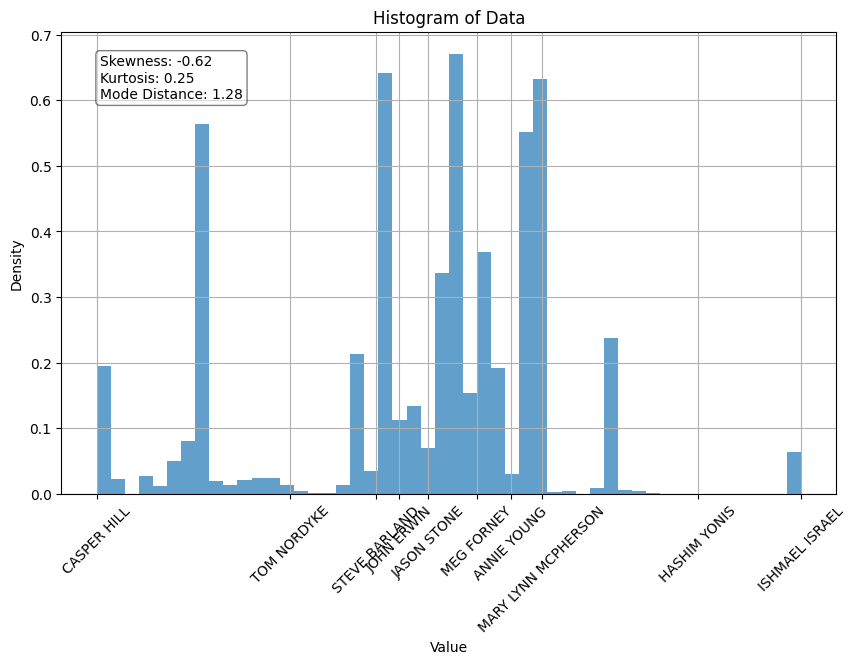 Histogram of Data
Skewness: -0.62
Kurtosis: 0.25
Mode Distance: 1.28
Density
0.7
0.6
0.5
0.4
0.3
0.2
0.1
0.0
CASPER HILL
TOM NORDYKE
STEVE BARLAND
JOHN ERWIN
JASON STONE
MEG FORNEY
ANNIE YOUNG
MARY LYNN MCPHERSON
HASHIM YONIS
ISHMAEL ISRAEL
Value